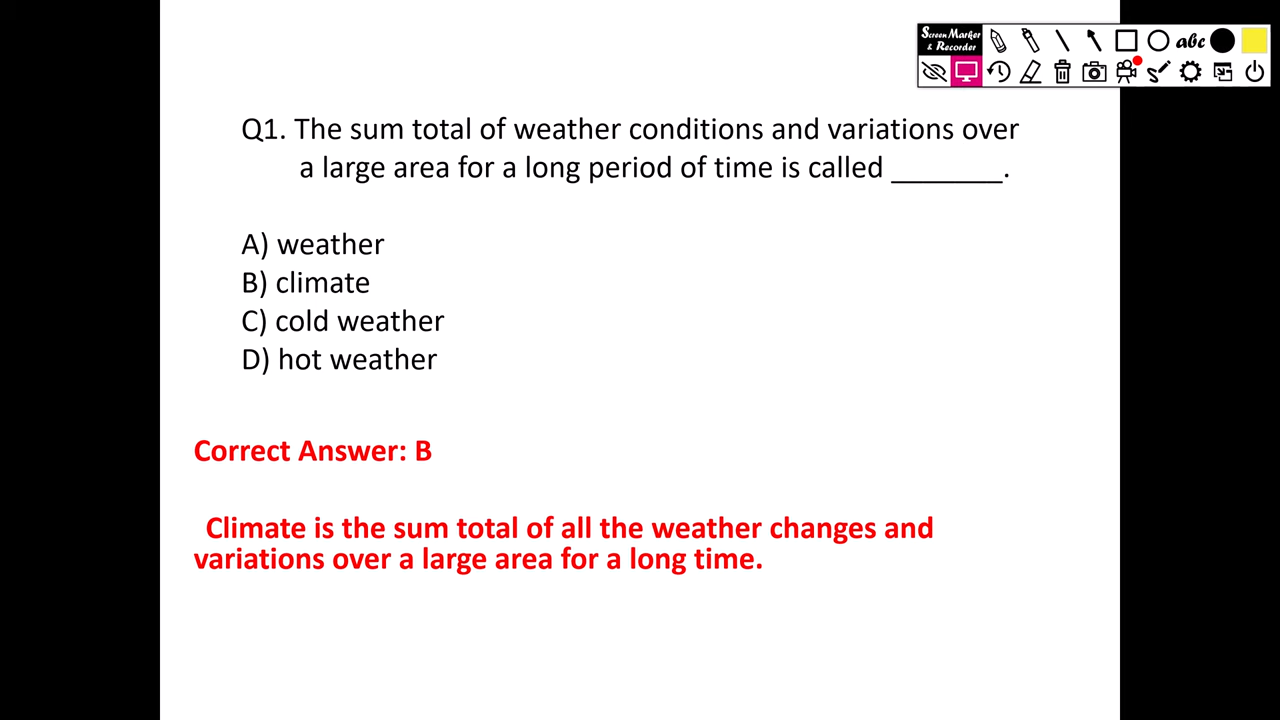 Screen Marker
& Recorder
abc
Q1. The sum total of weather conditions and variations over
a large area for a long period of time is called _______.
A) weather
B) climate
C) cold weather
D) hot weather
Correct Answer: B
Climate is the sum total of all the weather changes and
variations over a large area for a long time.